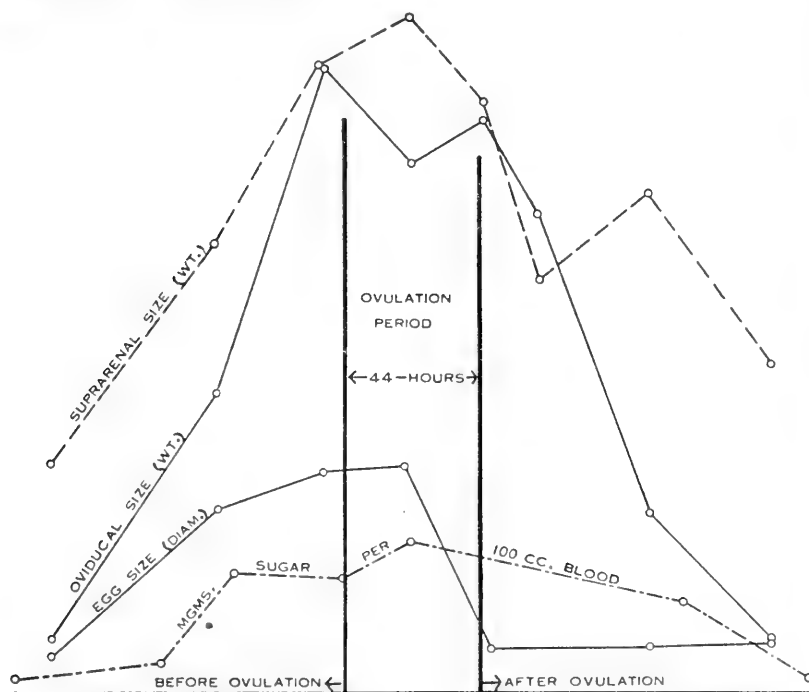 SUPRARENAL SIZE (WT.)
OVIDUCAL SIZE (WT.)
EGG SIZE (DIAM.)
MGMS. SUGAR PER 100 CC. BLOOD
OVULATION
PERIOD
←44-HOURS→
BEFORE OVULATION←
→AFTER OVULATION